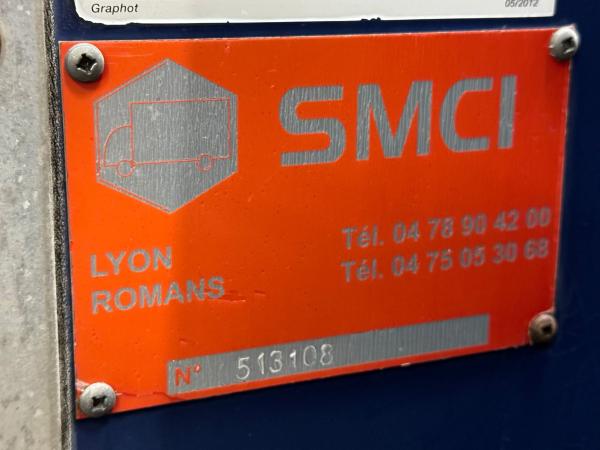 Graphot
05/2012
SMCI
LYON
ROMANS
Tél. 04 78 90 42 00
Tél. 04 75 05 30 68
N° 513108